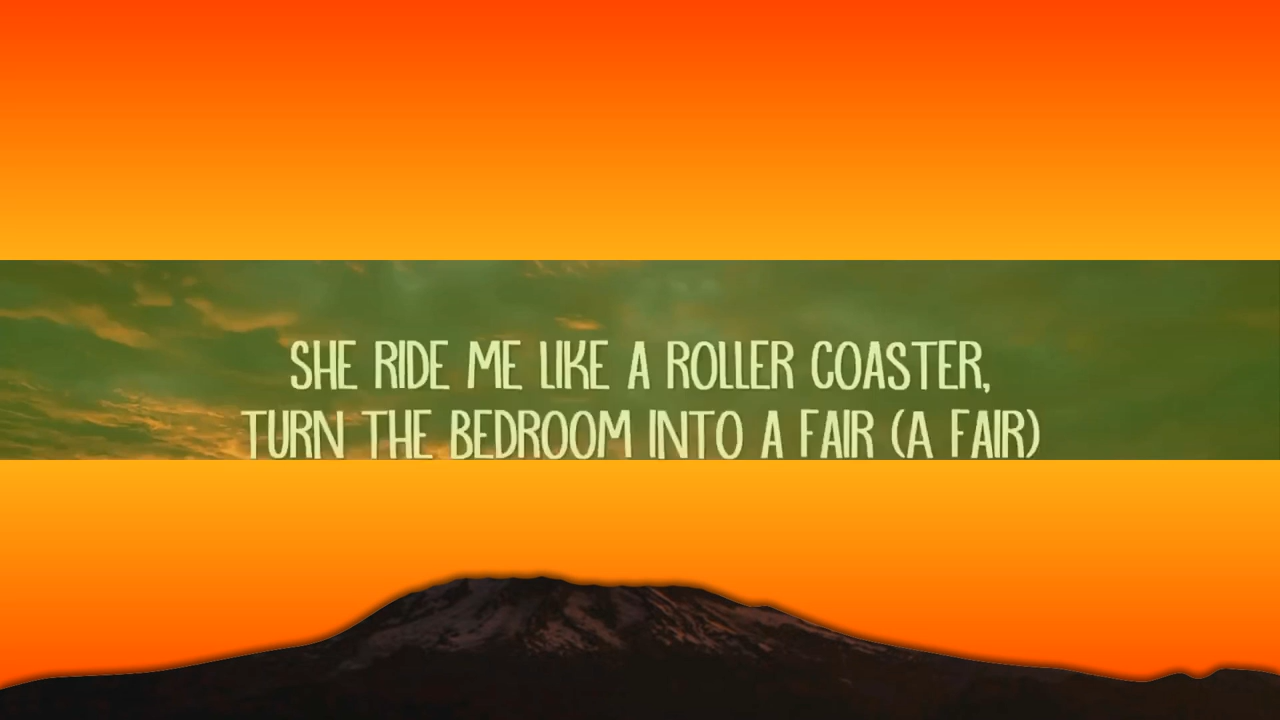 SHE RIDE ME LIKE A ROLLER COASTER,
TURN THE BEDROOM INTO A FAIR (A FAIR)